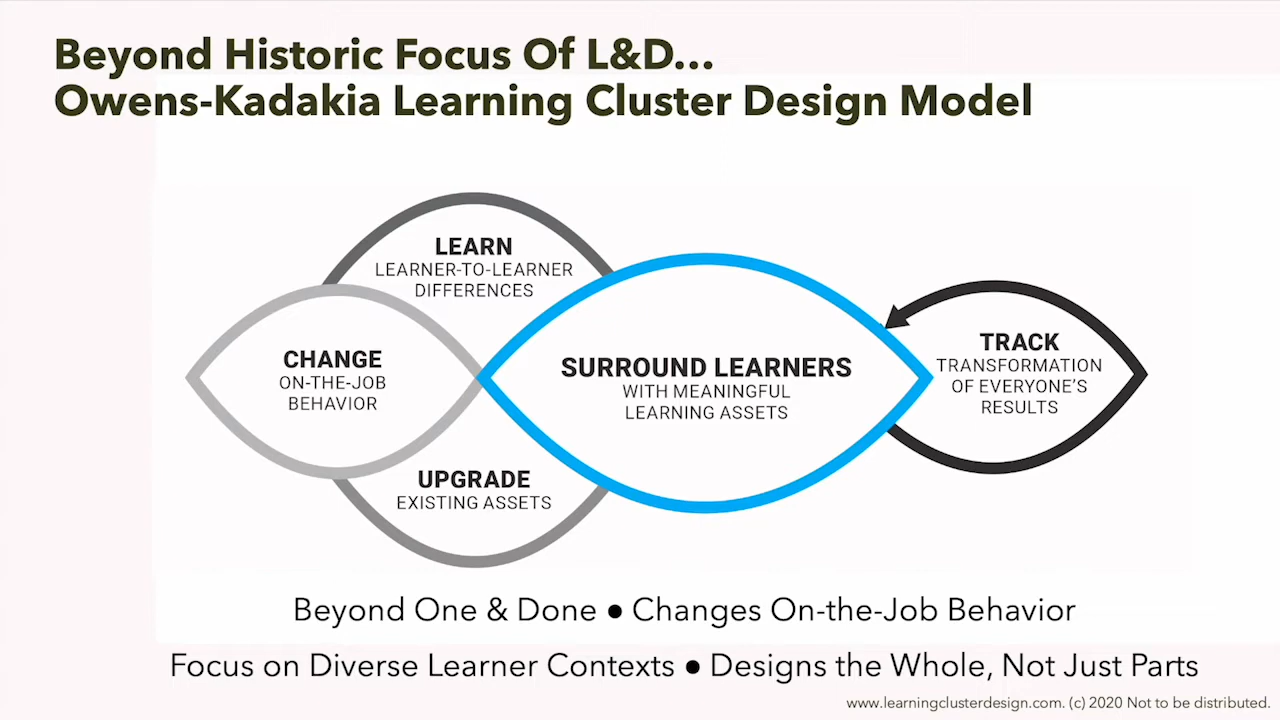 Beyond Historic Focus Of L&D...
Owens-Kadakia Learning Cluster Design Model
LEARN
LEARNER-TO-LEARNER
DIFFERENCES
CHANGE
ON-THE-JOB
BEHAVIOR
SURROUND LEARNERS
WITH MEANINGFUL
LEARNING ASSETS
TRACK
TRANSFORMATION
OF EVERYONE'S
RESULTS
UPGRADE
EXISTING ASSETS
Beyond One & Done ● Changes On-the-Job Behavior
Focus on Diverse Learner Contexts ● Designs the Whole, Not Just Parts
www.learningclusterdesign.com. (c) 2020 Not to be distributed.